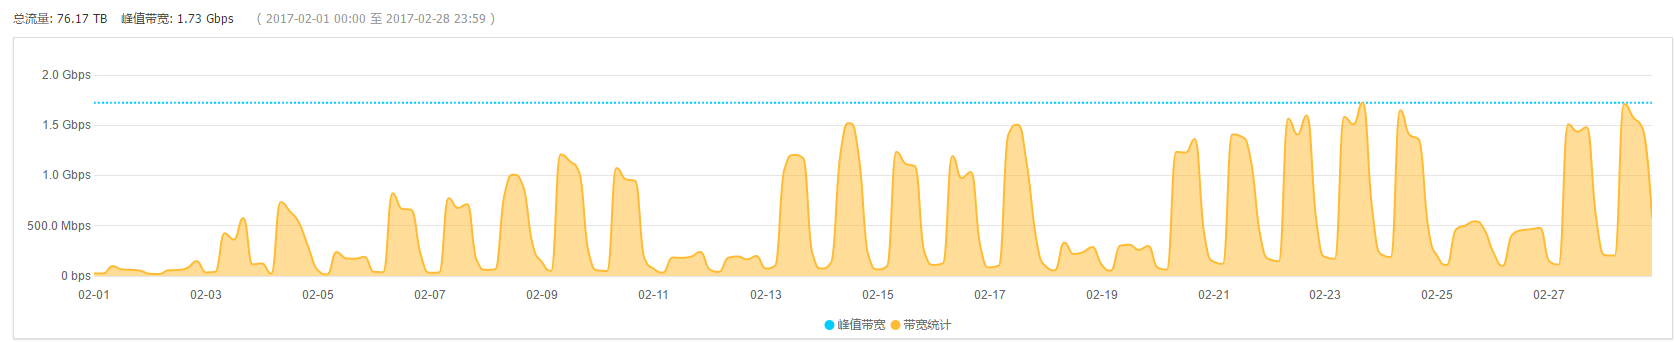 总流量: 76.17 TB 峰值带宽: 1.73 Gbps ( 2017-02-01 00:00 至 2017-02-28 23:59 )
2.0 Gbps
1.5 Gbps
1.0 Gbps
500.0 Mbps
0 bps
02-01 02-03 02-05 02-07 02-09 02-11 02-13 02-15 02-17 02-19 02-21 02-23 02-25 02-27
峰值带宽 带宽统计